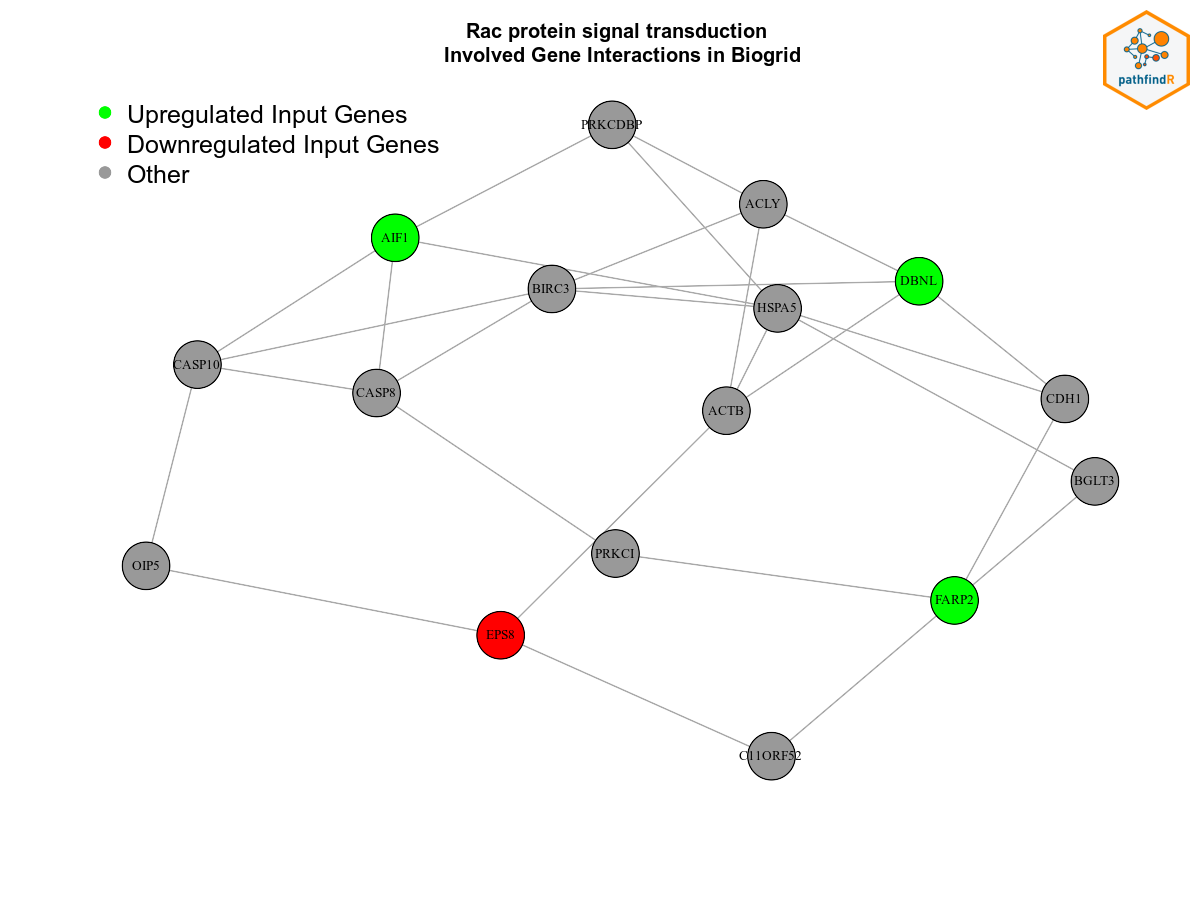 Rac protein signal transduction
Involved Gene Interactions in Biogrid
pathfindR
Upregulated Input Genes
Downregulated Input Genes
Other
PRKCDBP
ACLY
AIF1
DBNL
BIRC3
HSPA5
CASP10
CASP8
CDH1
ACTB
BGLT3
PRKCI
OIP5
FARP2
EPS8
C11ORF52